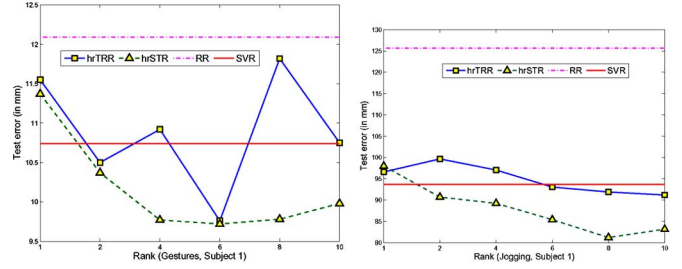 12.5
12
11.5
11
10.5
10
9.5
Test error (in mm)
hrTRR hrSTR RR SVR
1 2 4 6 8 10
Rank (Gestures, Subject 1)
130
125
120
115
110
105
100
95
90
85
80
Test error (in mm)
hrTRR hrSTR RR SVR
1 2 4 6 8 10
Rank (Jogging, Subject 1)